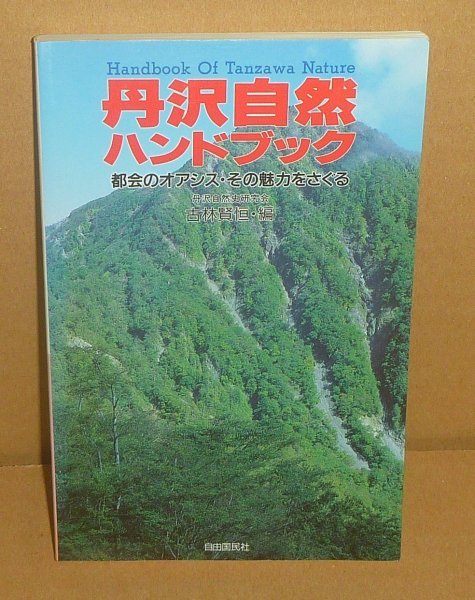 Handbook Of Tanzawa Nature
丹沢自然
ハンドブック
都会のオアシス・その魅力をさぐる
丹沢自然史研究会
古林賢恒・編
自由国民社